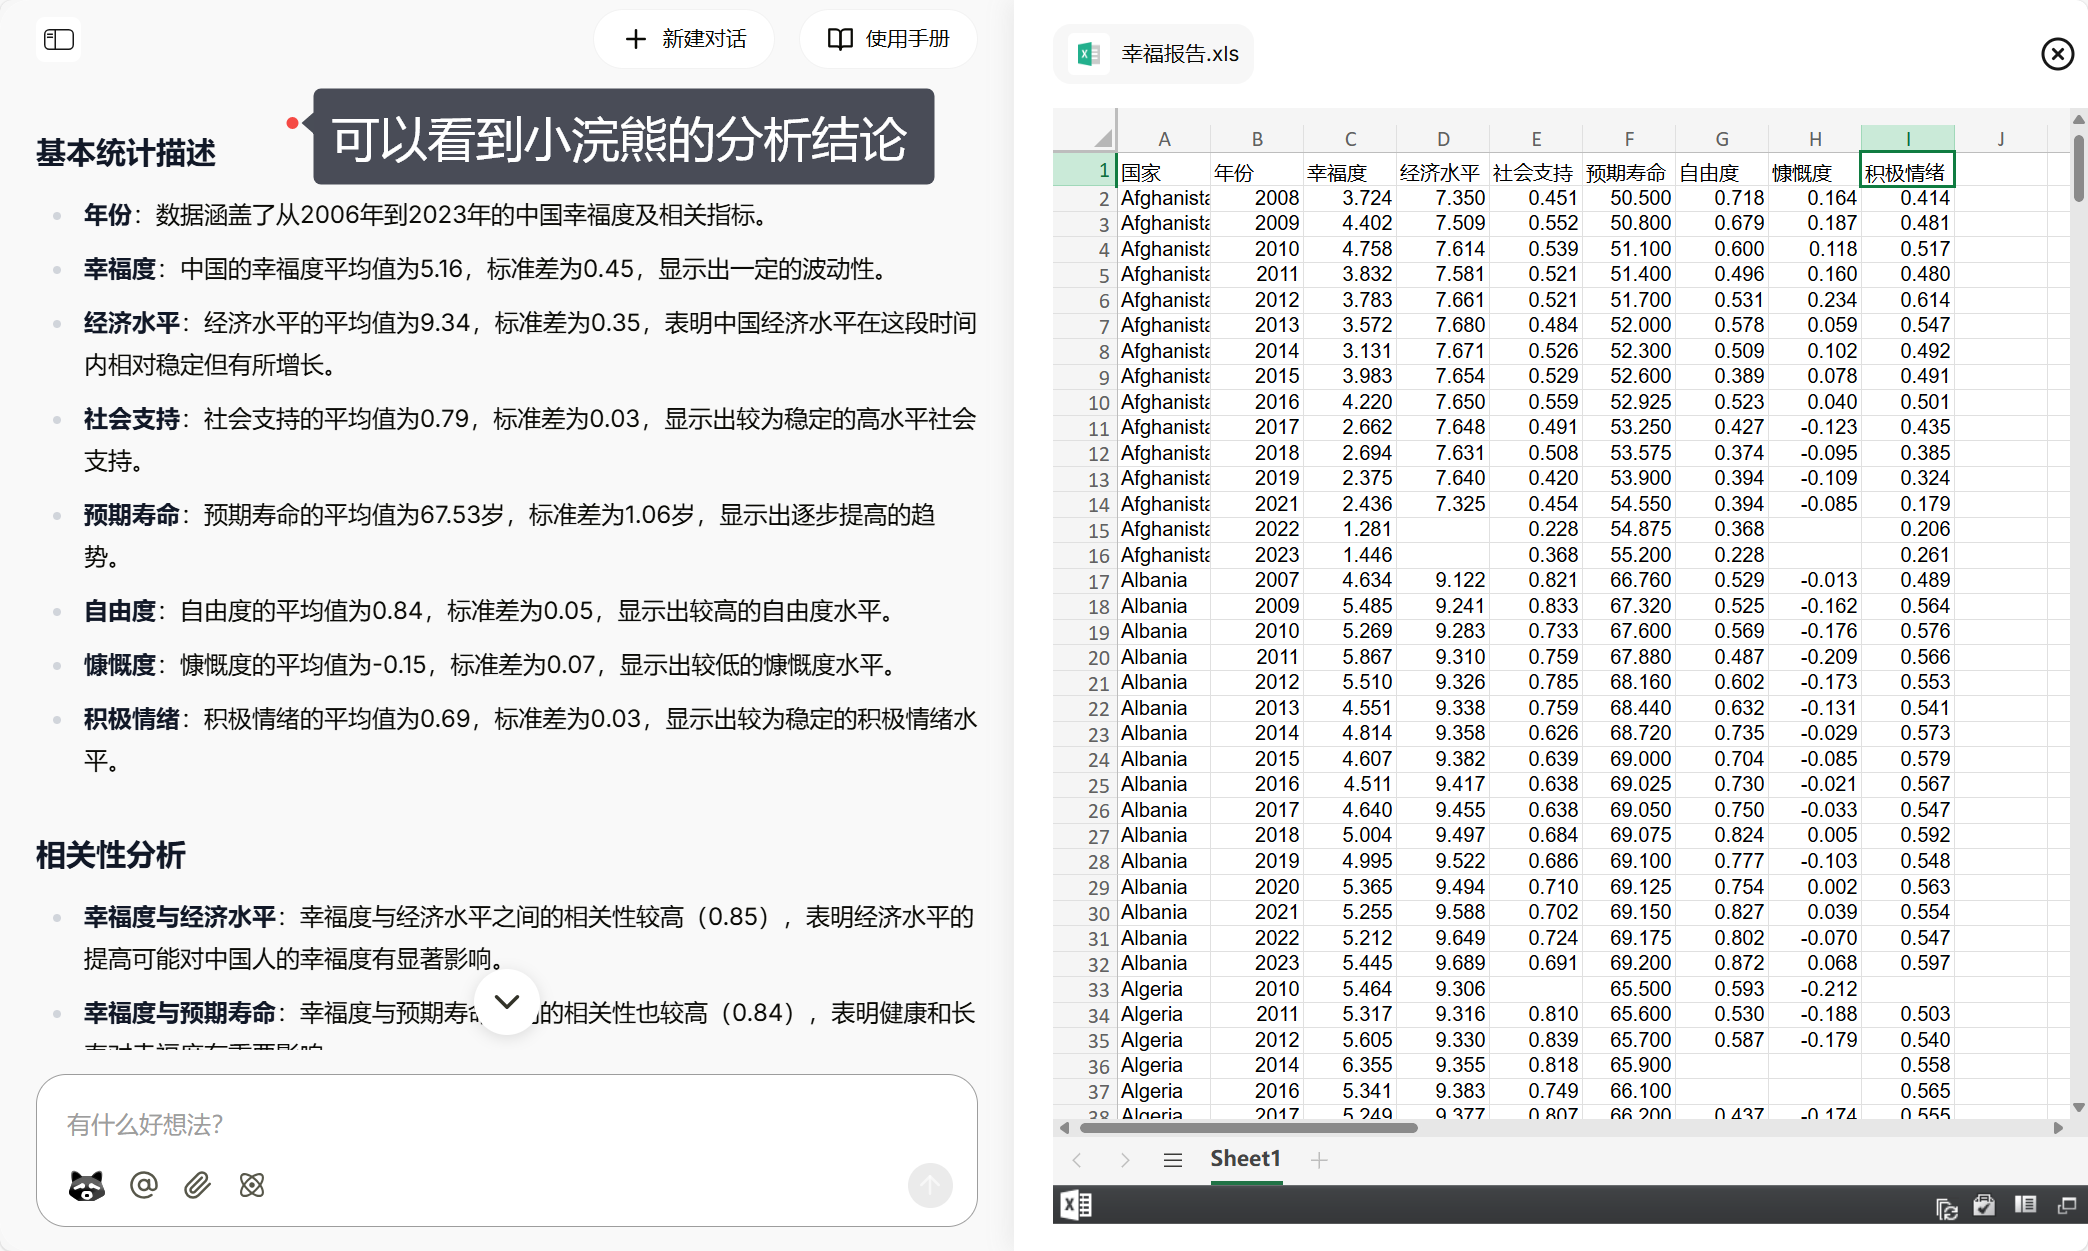 新建对话
使用手册
可以看到小浣熊的分析结论
基本统计描述
年份：数据涵盖了从2006年到2023年的中国幸福度及相关指标。
幸福度：中国的幸福度平均值为5.16，标准差为0.45，显示出一定的波动性。
经济水平：经济水平的平均值为9.34，标准差为0.35，表明中国经济水平在这段时间
内相对稳定但有所增长。
社会支持：社会支持的平均值为0.79，标准差为0.03，显示出较为稳定的高水平社会
支持。
预期寿命：预期寿命的平均值为67.53岁，标准差为1.06岁，显示出逐步提高的趋
势。
自由度：自由度的平均值为0.84，标准差为0.05，显示出较高的自由度水平。
慷慨度：慷慨度的平均值为-0.15，标准差为0.07，显示出较低的慷慨度水平。
积极情绪：积极情绪的平均值为0.69，标准差为0.03，显示出较为稳定的积极情绪水
平。
相关性分析
幸福度与经济水平：幸福度与经济水平之间的相关性较高（0.85），表明经济水平的
提高可能对中国人的幸福度有显著影响。
幸福度与预期寿命：幸福度与预期寿的相关性也较高（0.84），表明健康和长
有什么好想法?
幸福报告.xls
A B C D E F G H I J
1 国家 年份 幸福度 经济水平 社会支持 预期寿命 自由度 慷慨度 积极情绪
2 Afghanista 2008 3.724 7.350 0.451 50.500 0.718 0.164 0.414
3 Afghanista 2009 4.402 7.509 0.552 50.800 0.679 0.187 0.481
4 Afghanista 2010 4.758 7.614 0.539 51.100 0.600 0.118 0.517
5 Afghanista 2011 3.832 7.581 0.521 51.400 0.496 0.160 0.480
6 Afghanista 2012 3.783 7.661 0.521 51.700 0.531 0.234 0.614
7 Afghanista 2013 3.572 7.680 0.484 52.000 0.578 0.059 0.547
8 Afghanista 2014 3.131 7.671 0.526 52.300 0.509 0.102 0.492
9 Afghanista 2015 3.983 7.654 0.529 52.600 0.389 0.078 0.491
10 Afghanista 2016 4.220 7.650 0.559 52.925 0.523 0.040 0.501
11 Afghanista 2017 2.662 7.648 0.491 53.250 0.427 -0.123 0.435
12 Afghanista 2018 2.694 7.631 0.508 53.575 0.374 -0.095 0.385
13 Afghanista 2019 2.375 7.640 0.420 53.900 0.394 -0.109 0.324
14 Afghanista 2021 2.436 7.325 0.454 54.550 0.394 -0.085 0.179
15 Afghanista 2022 1.281 0.228 54.875 0.368 0.206
16 Afghanista 2023 1.446 0.368 55.200 0.228 0.261
17 Albania 2007 4.634 9.122 0.821 66.760 0.529 -0.013 0.489
18 Albania 2009 5.485 9.241 0.833 67.320 0.525 -0.162 0.564
19 Albania 2010 5.269 9.283 0.733 67.600 0.569 -0.176 0.576
20 Albania 2011 5.867 9.310 0.759 67.880 0.487 -0.209 0.566
21 Albania 2012 5.510 9.326 0.785 68.160 0.602 -0.173 0.553
22 Albania 2013 4.551 9.338 0.759 68.440 0.632 -0.131 0.541
23 Albania 2014 4.814 9.358 0.626 68.720 0.735 -0.029 0.573
24 Albania 2015 4.607 9.382 0.639 69.000 0.704 -0.085 0.579
25 Albania 2016 4.511 9.417 0.638 69.025 0.730 -0.021 0.567
26 Albania 2017 4.640 9.455 0.638 69.050 0.750 -0.033 0.547
27 Albania 2018 5.004 9.497 0.684 69.075 0.824 0.005 0.592
28 Albania 2019 4.995 9.522 0.686 69.100 0.777 -0.103 0.548
29 Albania 2020 5.365 9.494 0.710 69.125 0.754 0.002 0.563
30 Albania 2021 5.255 9.588 0.702 69.150 0.827 0.039 0.554
31 Albania 2022 5.212 9.649 0.724 69.175 0.802 -0.070 0.547
32 Albania 2023 5.445 9.689 0.691 69.200 0.872 0.068 0.597
33 Algeria 2010 5.464 9.306 65.500 0.593 -0.212
34 Algeria 2011 5.317 9.316 0.810 65.600 0.530 -0.188 0.503
35 Algeria 2012 5.605 9.330 0.839 65.700 0.587 -0.179 0.540
36 Algeria 2014 6.355 9.355 0.818 65.900 0.558
37 Algeria 2016 5.341 9.383 0.749 66.100 0.565
38 Algeria 2017 5.249 9.377 0.807 66.200 0.437 -0.174 0.555
Sheet1